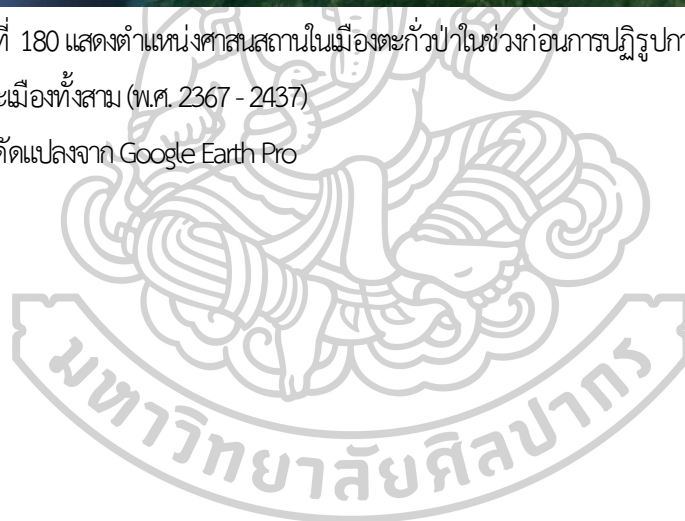 ที่ 180 แสดงตำแหน่งศาสนสถานในเมืองตะกั่วป่าในช่วงก่อนการปฏิรูปกา
ะเมืองทั้งสาม (พ.ศ. 2367 - 2437)
ดัดแปลงจาก Google Earth Pro
มหาวิทยาลัยศิลปากร